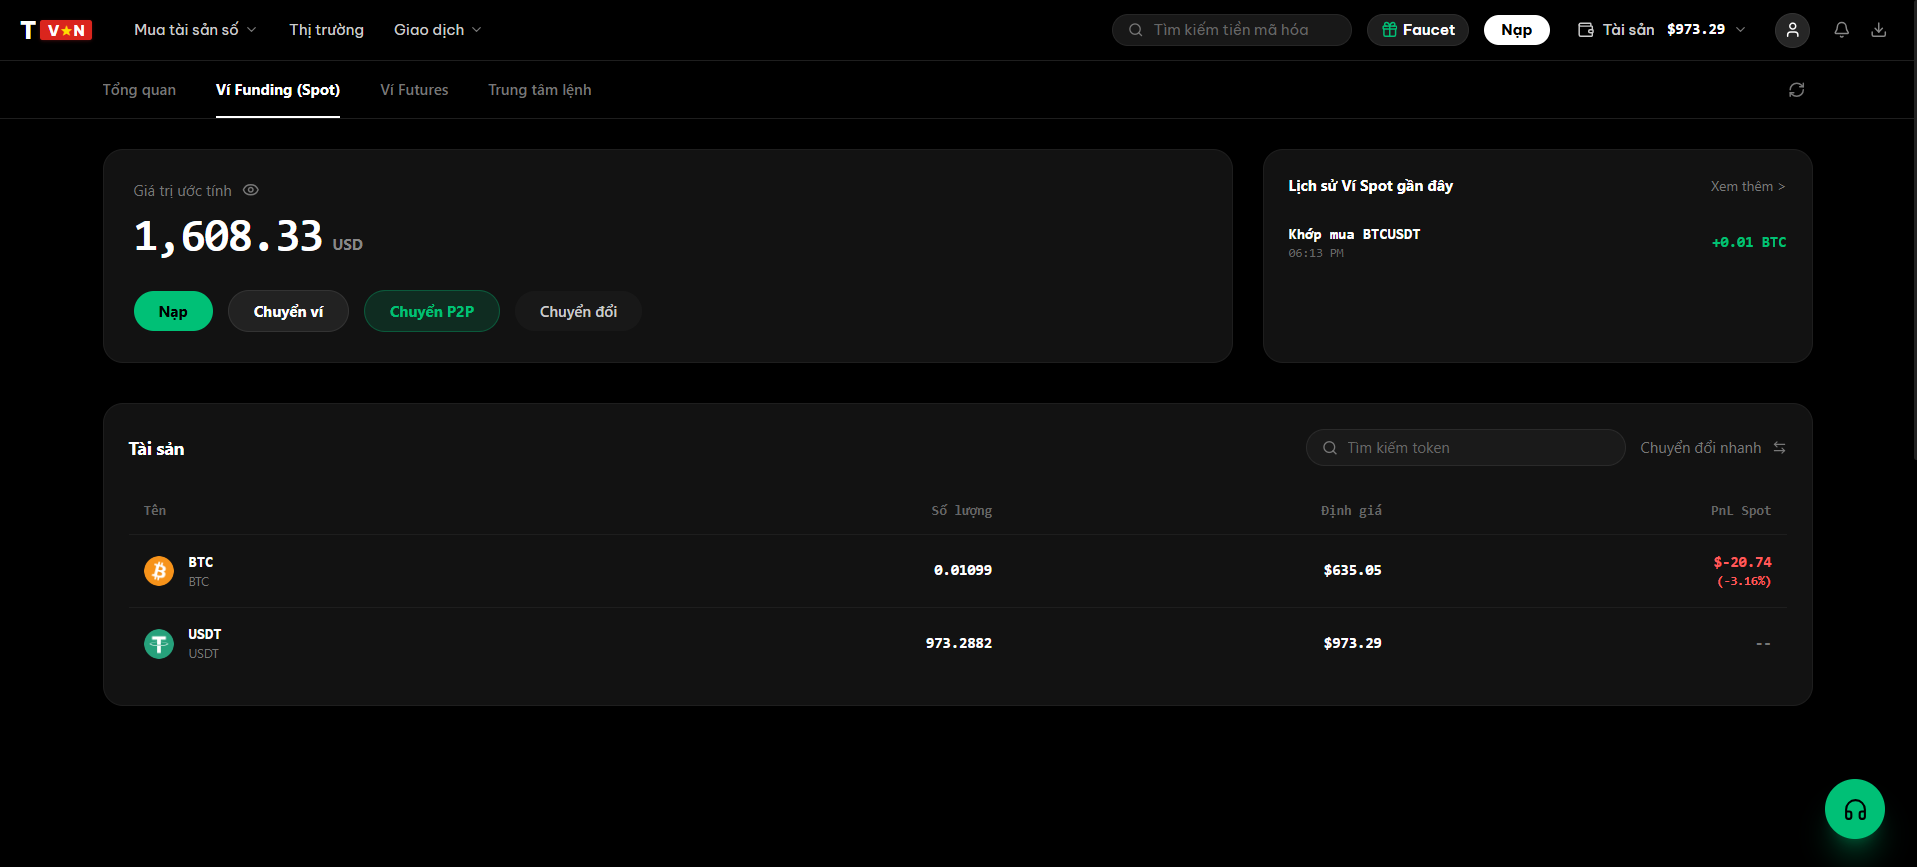 T V★N
Mua tài sản số
Thị trường
Giao dịch
Tìm kiếm tiền mã hóa
Faucet
Nạp
Tài sản $973.29
Tổng quan
Ví Funding (Spot)
Ví Futures
Trung tâm lệnh
Giá trị ước tính
1,608.33 USD
Nạp
Chuyển ví
Chuyển P2P
Chuyển đổi
Lịch sử Ví Spot gần đây
Xem thêm >
Khớp mua BTCUSDT
06:13 PM
+0.01 BTC
Tài sản
Tìm kiếm token
Chuyển đổi nhanh
Tên Số lượng Định giá PnL Spot
BTC
BTC
0.01099
$635.05
$-20.74
(-3.16%)
USDT
USDT
973.2882
$973.29
--